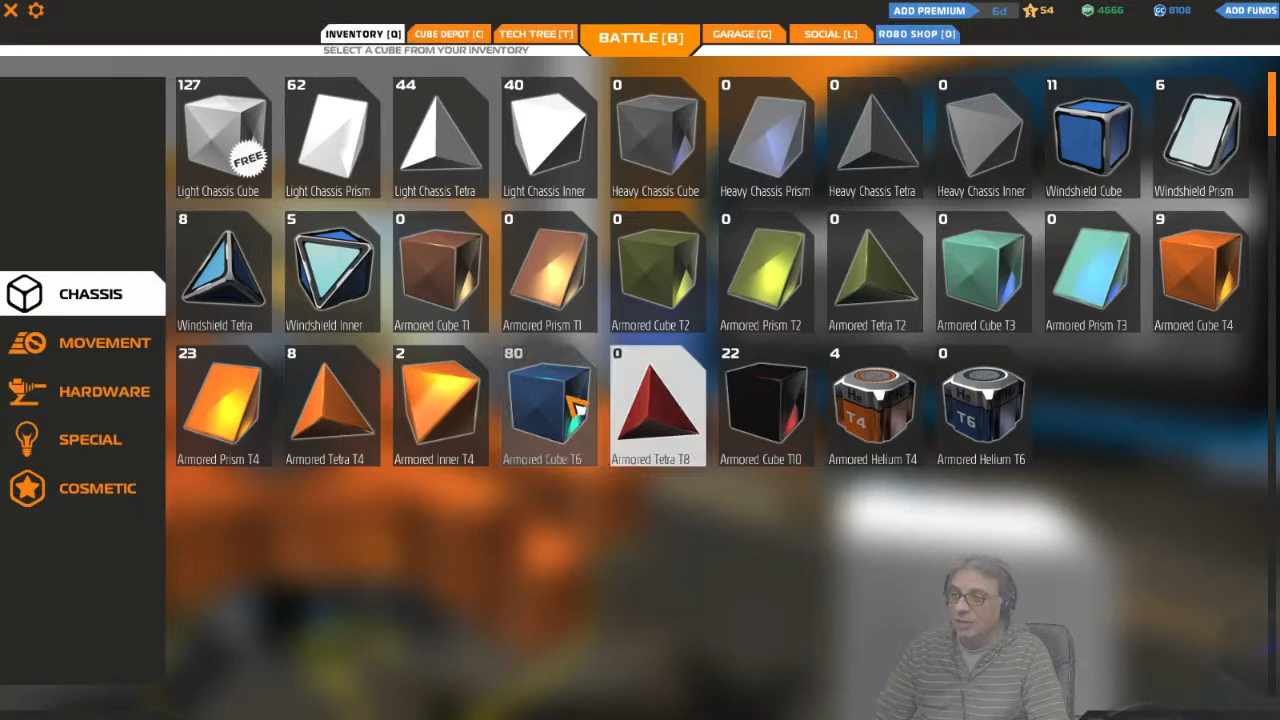 ADD PREMIUM 6d 54 4666 8108 ADD FUNDS
INVENTORY [Q] CUBE DEPOT [C] TECH TREE [T] BATTLE [B] GARAGE [G] SOCIAL [L] ROBO SHOP [O]
SELECT A CUBE FROM YOUR INVENTORY
127 62 44 40 0 0 0 0 11 6
FREE
Light Chassis Cube Light Chassis Prism Light Chassis Tetra Light Chassis Inner Heavy Chassis Cube Heavy Chassis Prism Heavy Chassis Tetra Heavy Chassis Inner Windshield Cube Windshield Prism
8 5 0 0 0 0 0 0 0 9
Windshield Tetra Windshield Inner Armored Cube T1 Armored Prism T1 Armored Cube T2 Armored Prism T2 Armored Tetra T2 Armored Cube T3 Armored Prism T3 Armored Cube T4
23 8 2 80 0 22 4 0
He He
T4 T6
Armored Prism T4 Armored Tetra T4 Armored Inner T4 Armored Cube T6 Armored Tetra T8 Armored Cube T10 Armored Helium T4 Armored Helium T6
CHASSIS
MOVEMENT
HARDWARE
SPECIAL
COSMETIC